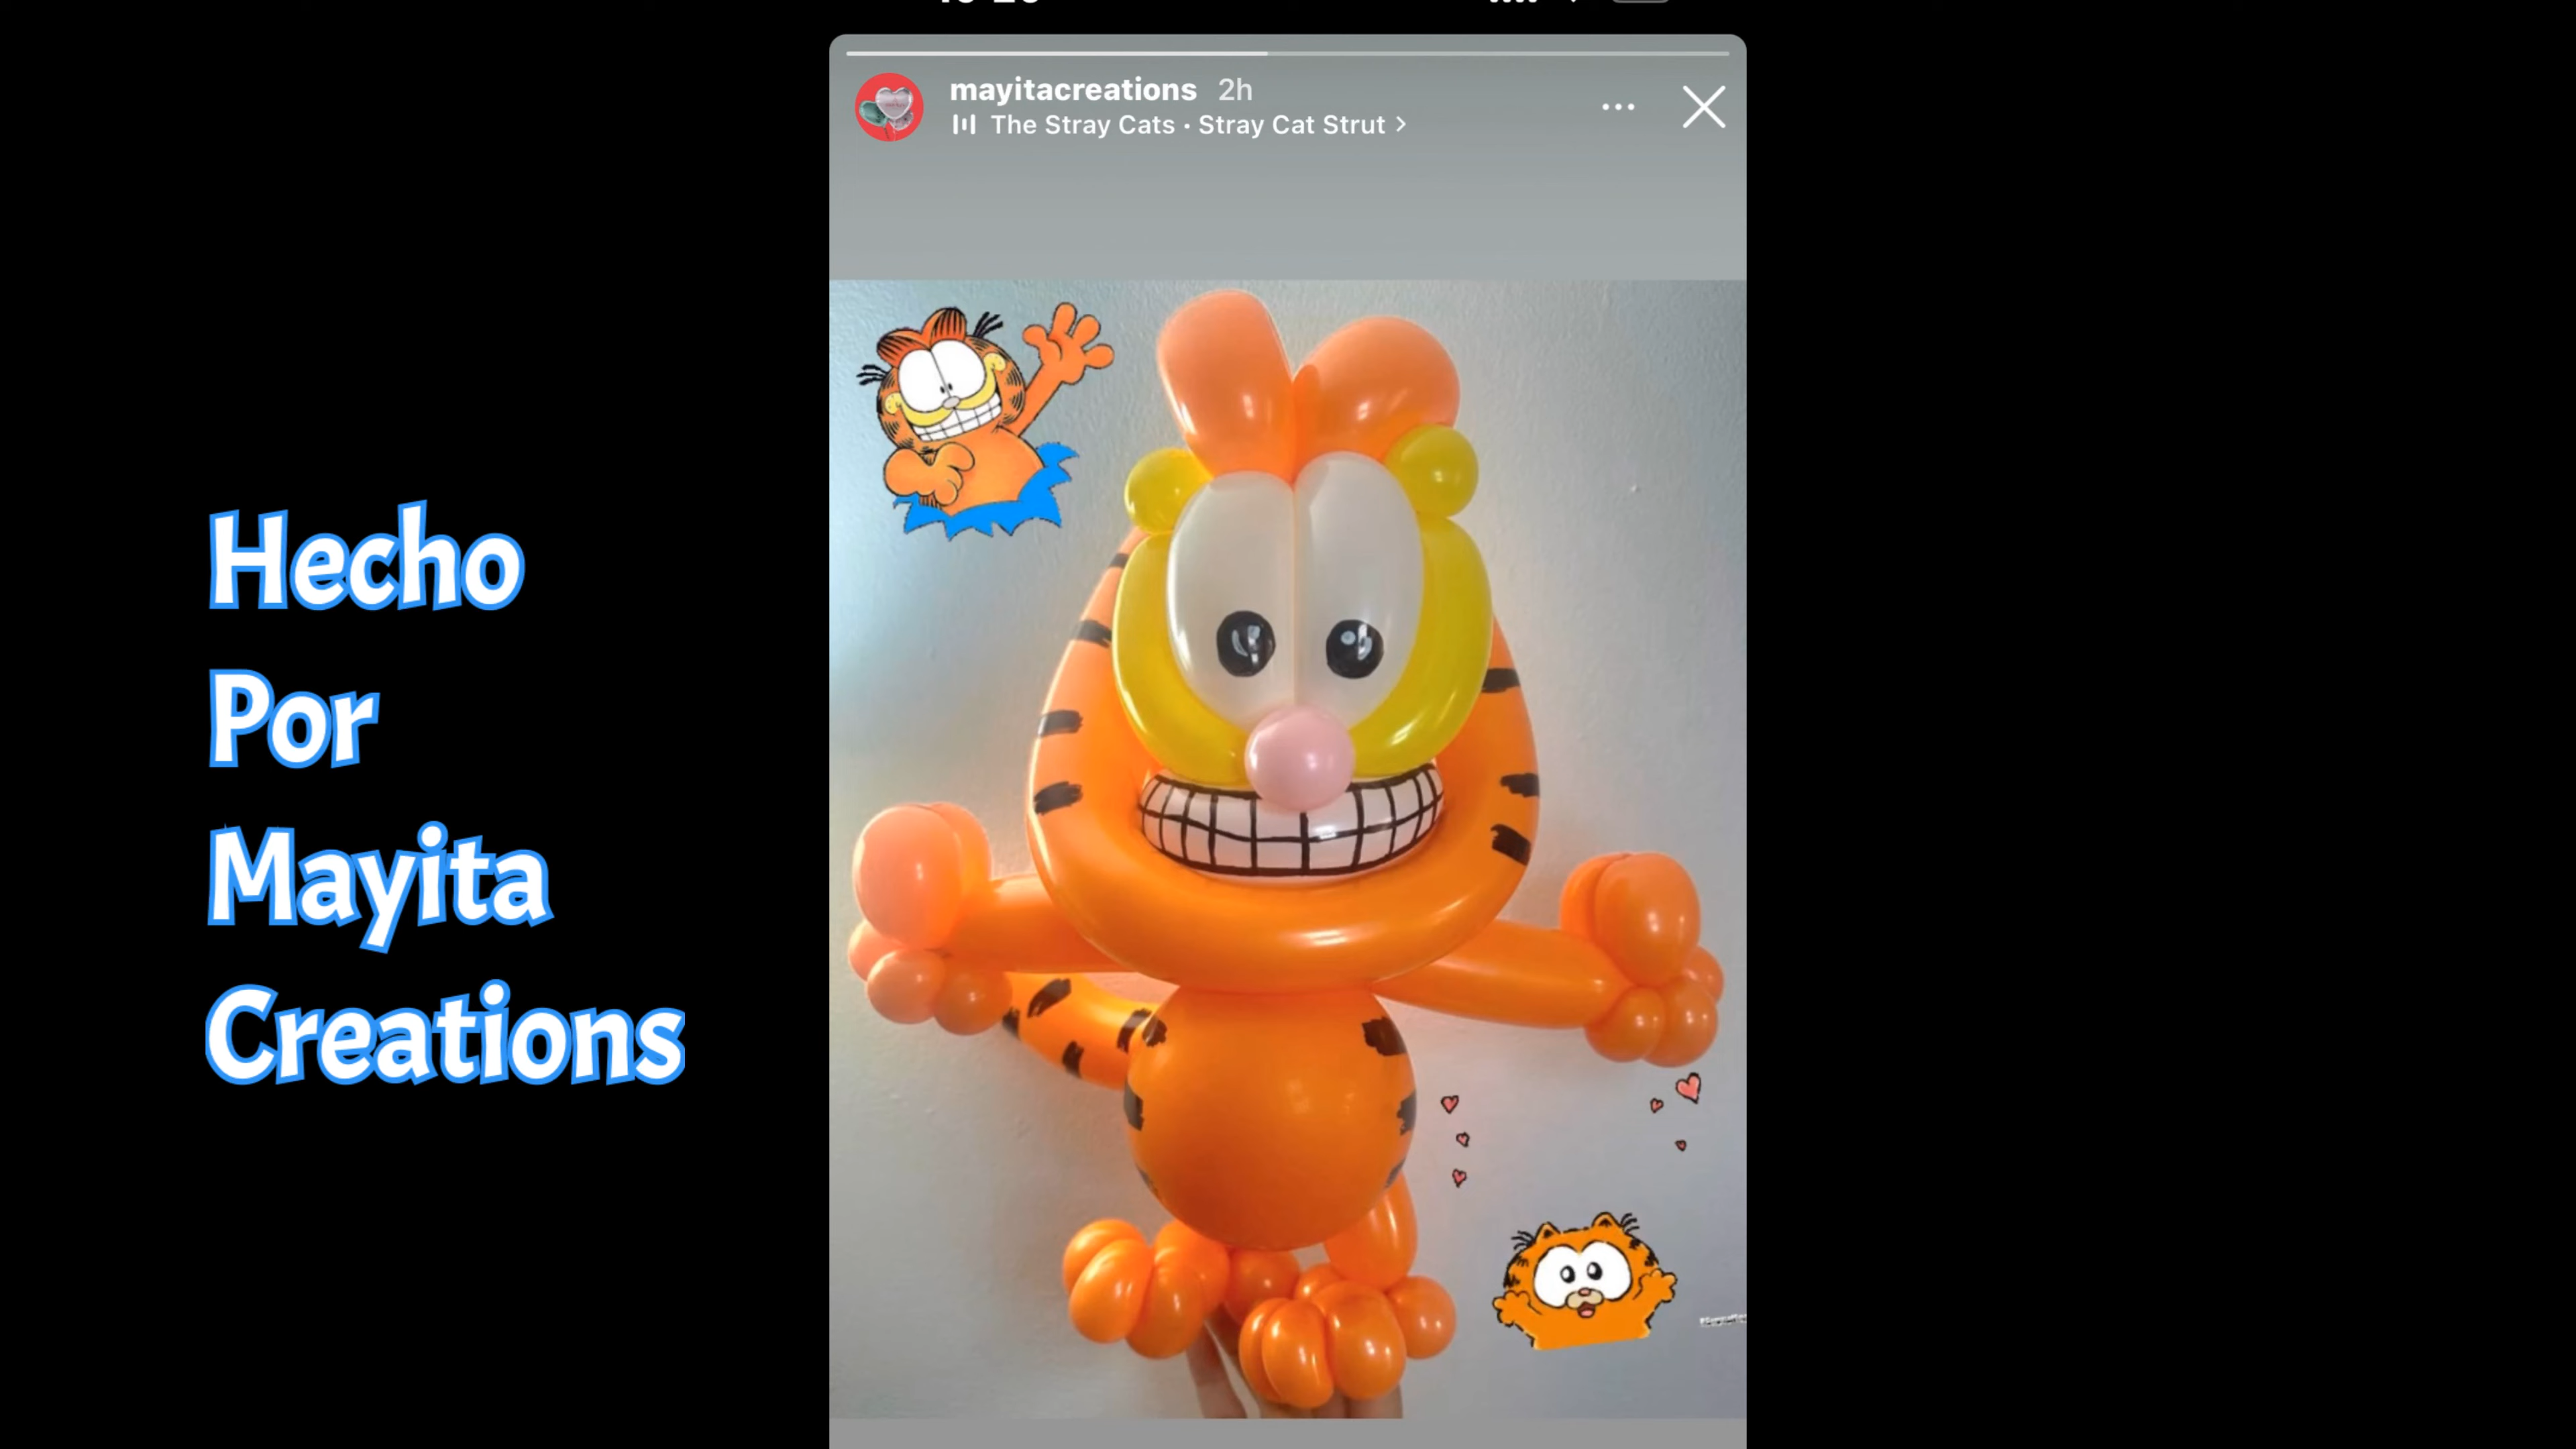 mayitacreations 2h
The Stray Cats • Stray Cat Strut >
Hecho
Por
Mayita
Creations